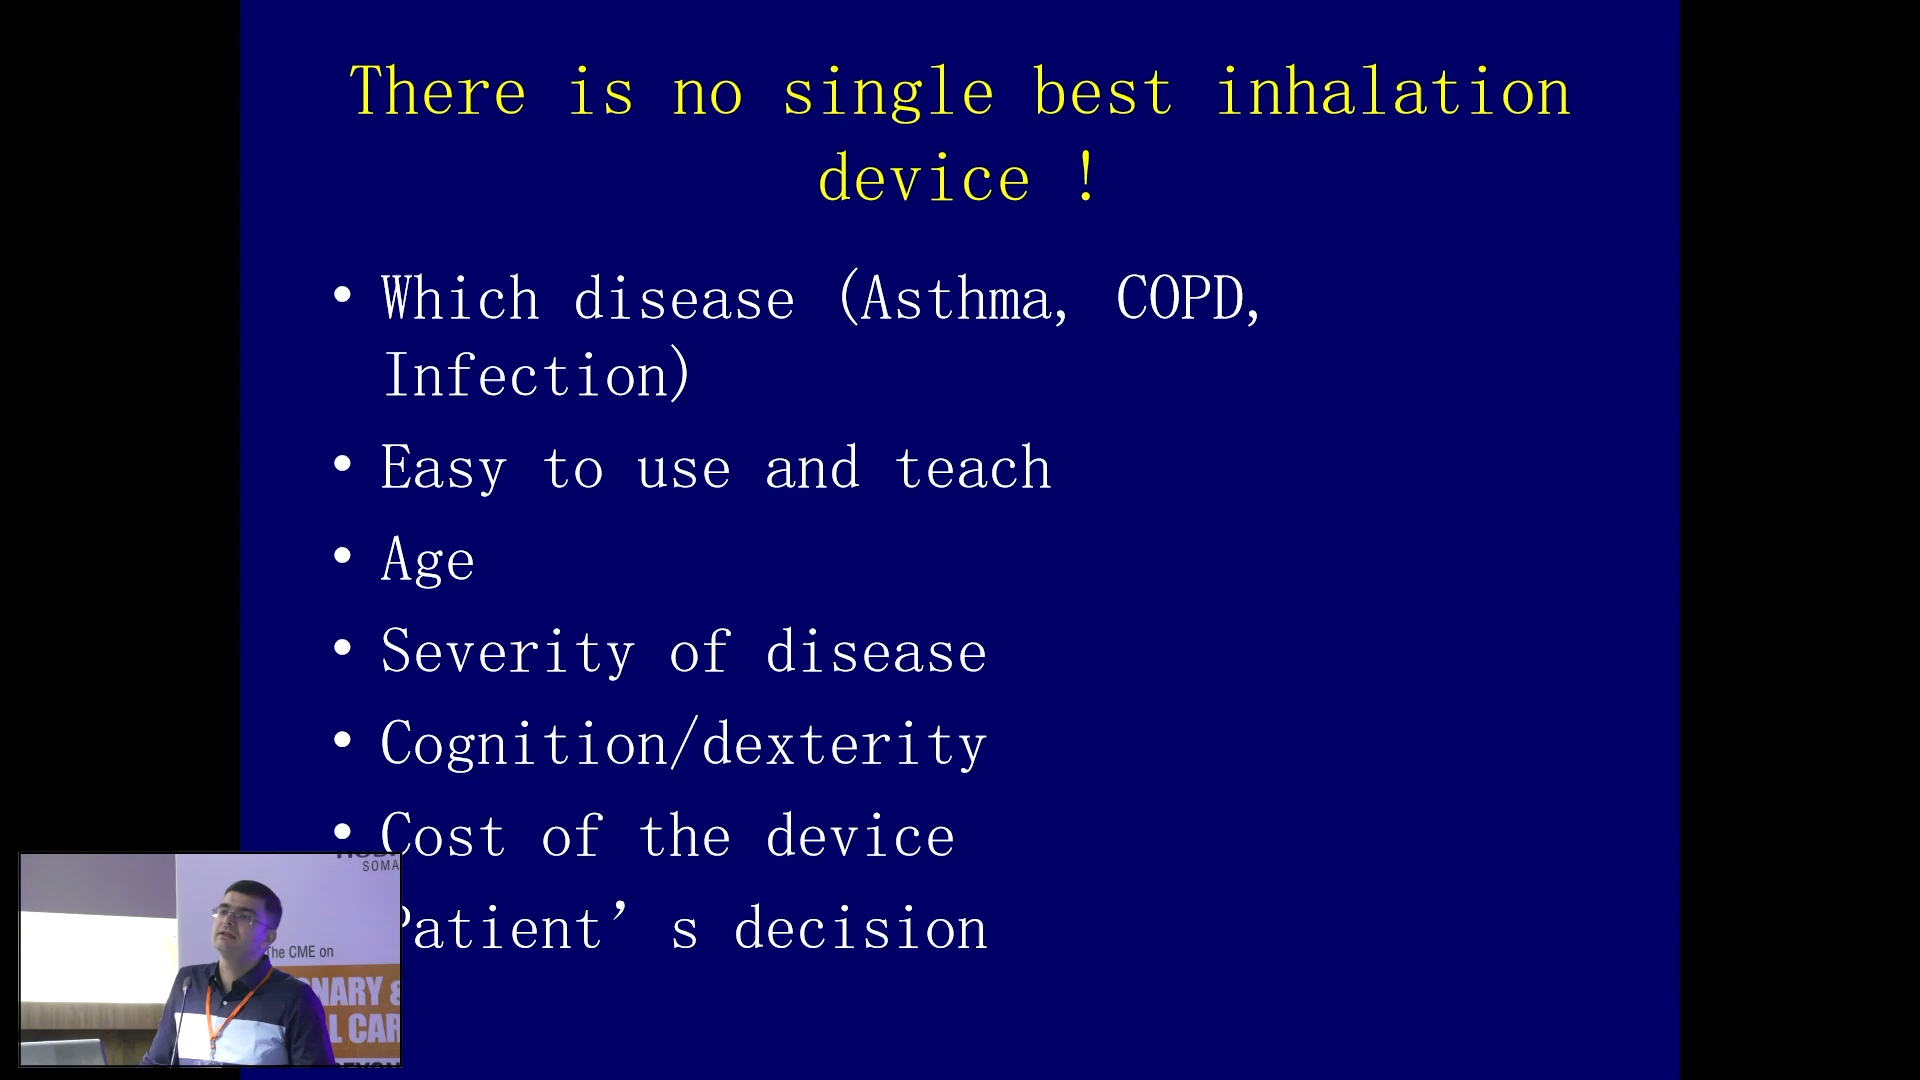 There is no single best inhalation
device !
• Which disease (Asthma, COPD,
Infection)
• Easy to use and teach
• Age
• Severity of disease
• Cognition/dexterity
• Cost of the device
Patient’s decision
SOMA
The CME on
NARY &
L CAR